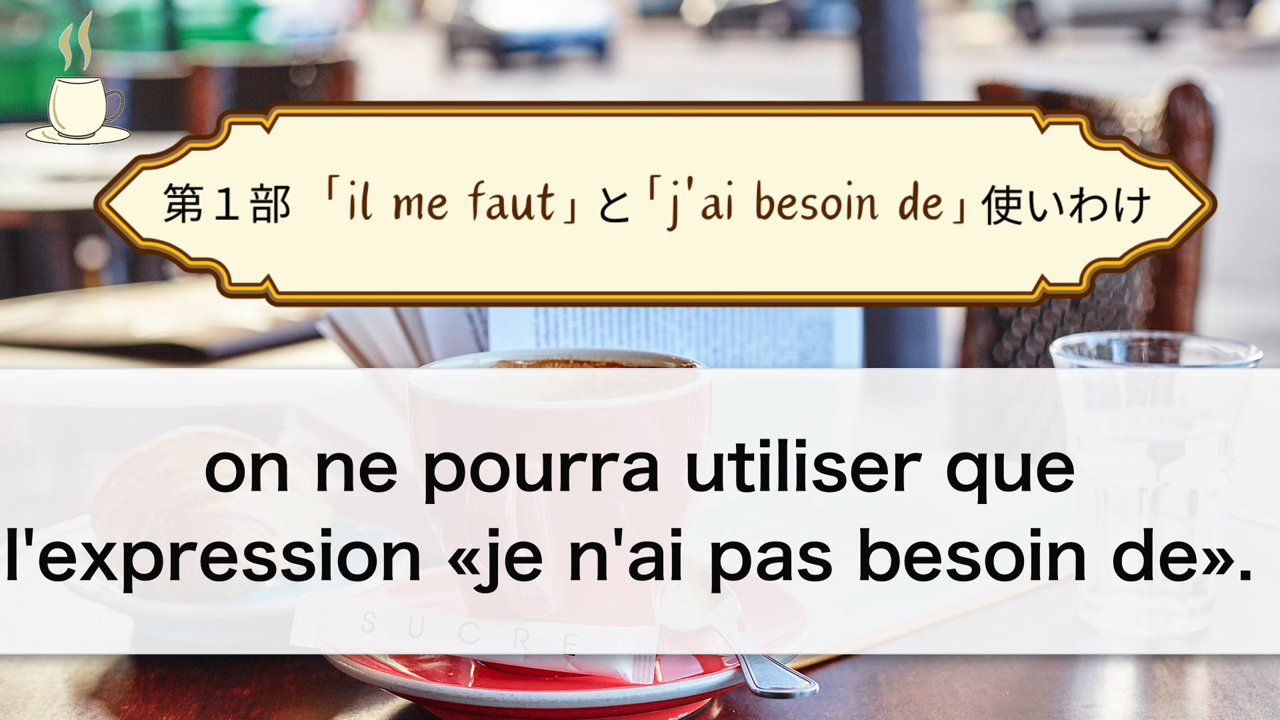 第１部 「il me faut」と「j'ai besoin de」使いわけ
on ne pourra utiliser que
l'expression «je n'ai pas besoin de».
SUCRE